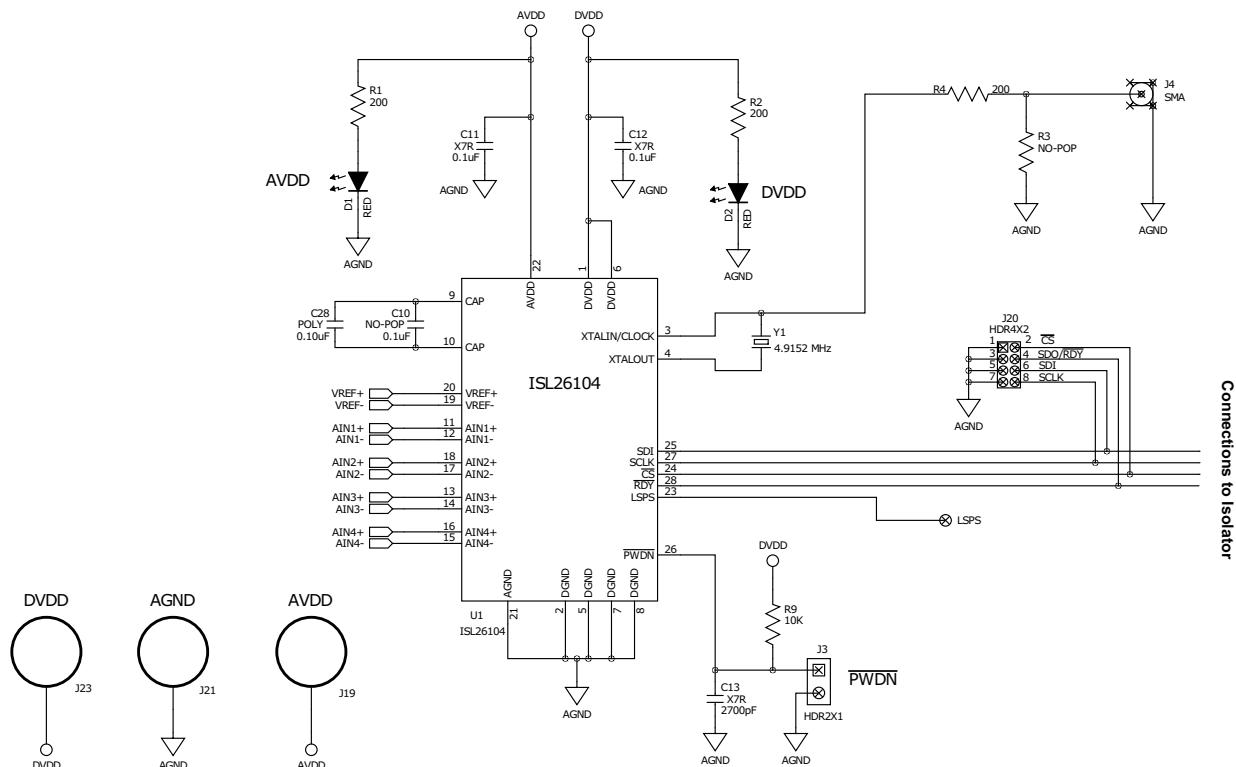 AVDD
DVDD
R1
200
C11
X7R
0.1uF
AGND
AVDD
D1
RED
AGND
C12
X7R
0.1uF
AGND
R2
200
DVDD
D2
RED
AGND
R4
200
R3
NO-POP
AGND
J4
SMA
AGND
22
1
6
AVDD
DVDD
DVDD
C28
POLY
0.10uF
C10
NO-POP
0.1uF
9
CAP
10
CAP
XTALIN/CLOCK
3
XTALOUT
4
Y1
4.9152 MHz
ISL26104
VREF+
20
VREF+
VREF-
19
VREF-
AIN1+
11
AIN1+
AIN1-
12
AIN1-
AIN2+
18
AIN2+
AIN2-
17
AIN2-
AIN3+
13
AIN3+
AIN3-
14
AIN3-
AIN4+
16
AIN4+
AIN4-
15
AIN4-
SDI
25
SCLK
27
CS
24
RDY
28
LSPS
23
LSPS
PWDN
26
J20
HDR4X2
1
2
CS
3
4
SDO/RDY
5
6
SDI
7
8
SCLK
AGND
Connections to Isolator
AGND
DGND
DGND
DGND
DGND
21
2
5
7
8
U1
ISL26104
AGND
DVDD
R9
10K
J3
PWDN
HDR2X1
C13
X7R
2700pF
AGND
AGND
DVDD
J23
DVDD
AGND
J21
AGND
AVDD
J19
AVDD